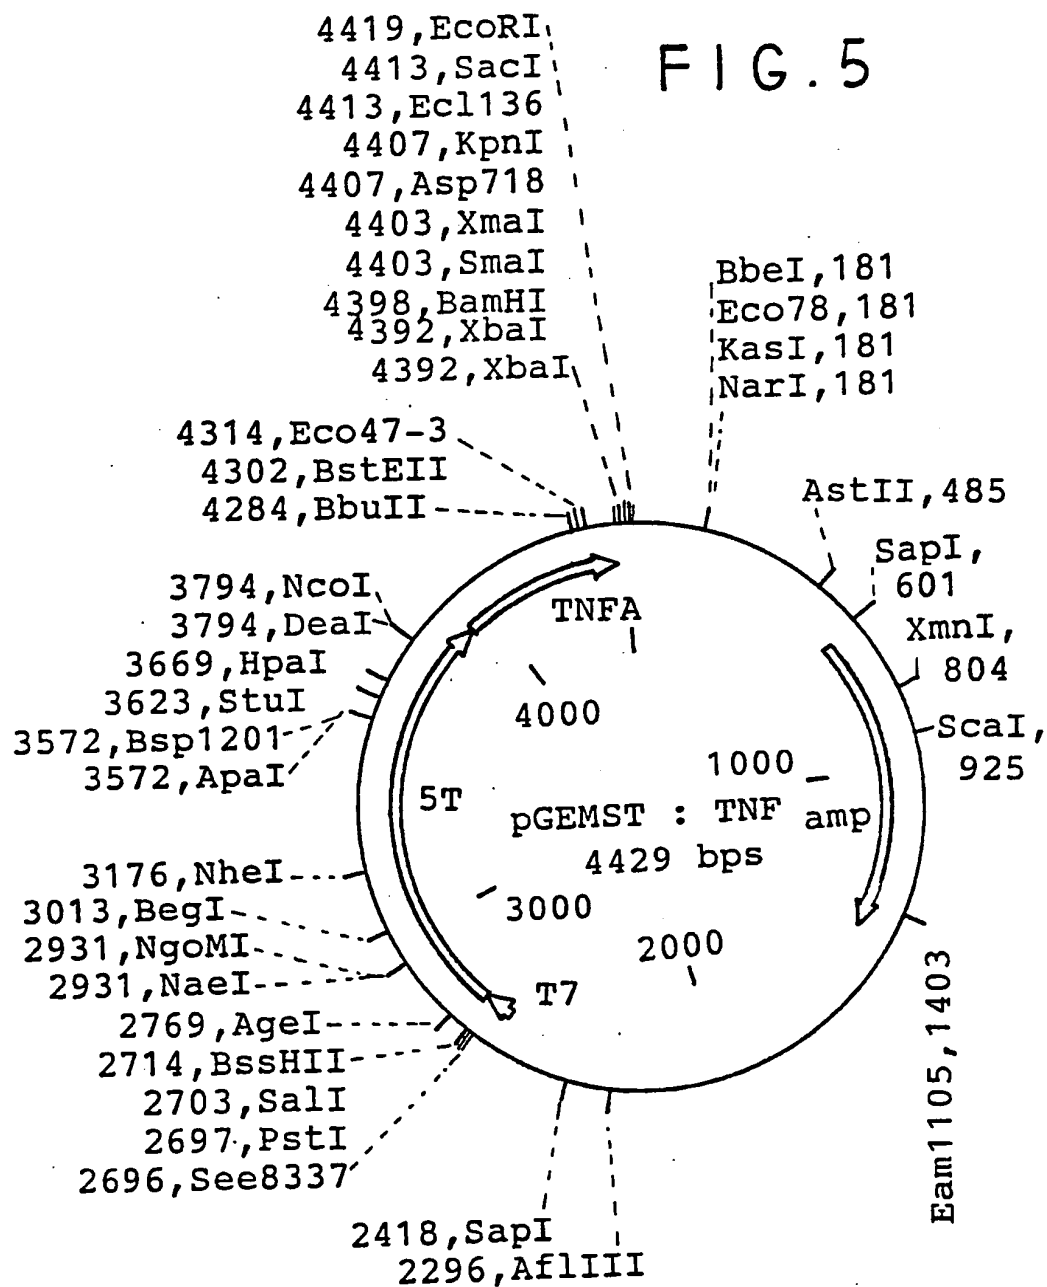 FIG.5
4419,EcoRI
4413,SacI
4413,Ecl136
4407,KpnI
4407,Asp718
4403,XmaI
4403,SmaI
4398,BamHI
4392,XbaI
4392,XbaI
4314,Eco47-3
4302,BstEII
4284,BbuII
BbeI,181
Eco78,181
KasI,181
NarI,181
AstII,485
SapI,
601
XmnI,
804
ScaI,
925
3794,NcoI
3794,DeaI
3669,HpaI
3623,StuI
3572,Bsp1201
3572,ApaI
TNFA
4000
1000
5T
pGEMST : TNF
amp
4429 bps
3000
2000
T7
3176,NheI
3013,BegI
2931,NgoMI
2931,NaeI
2769,AgeI
2714,BssHII
2703,SalI
2697,PstI
2696,See8337
2418,SapI
2296,AflIII
Eam1105,1403